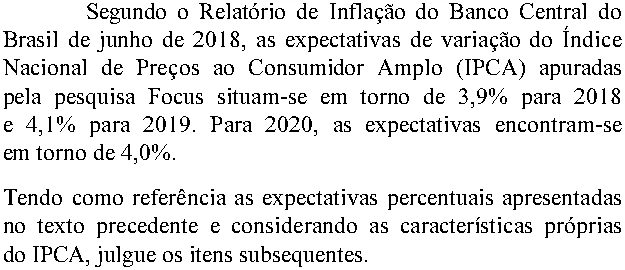 Segundo o Relatório de Inflação do Banco Central do
Brasil de junho de 2018, as expectativas de variação do Índice
Nacional de Preços ao Consumidor Amplo (IPCA) apuradas
pela pesquisa Focus situam-se em torno de 3,9% para 2018
e 4,1% para 2019. Para 2020, as expectativas encontram-se
em torno de 4,0%.
Tendo como referência as expectativas percentuais apresentadas
no texto precedente e considerando as características próprias
do IPCA, julgue os itens subsequentes.